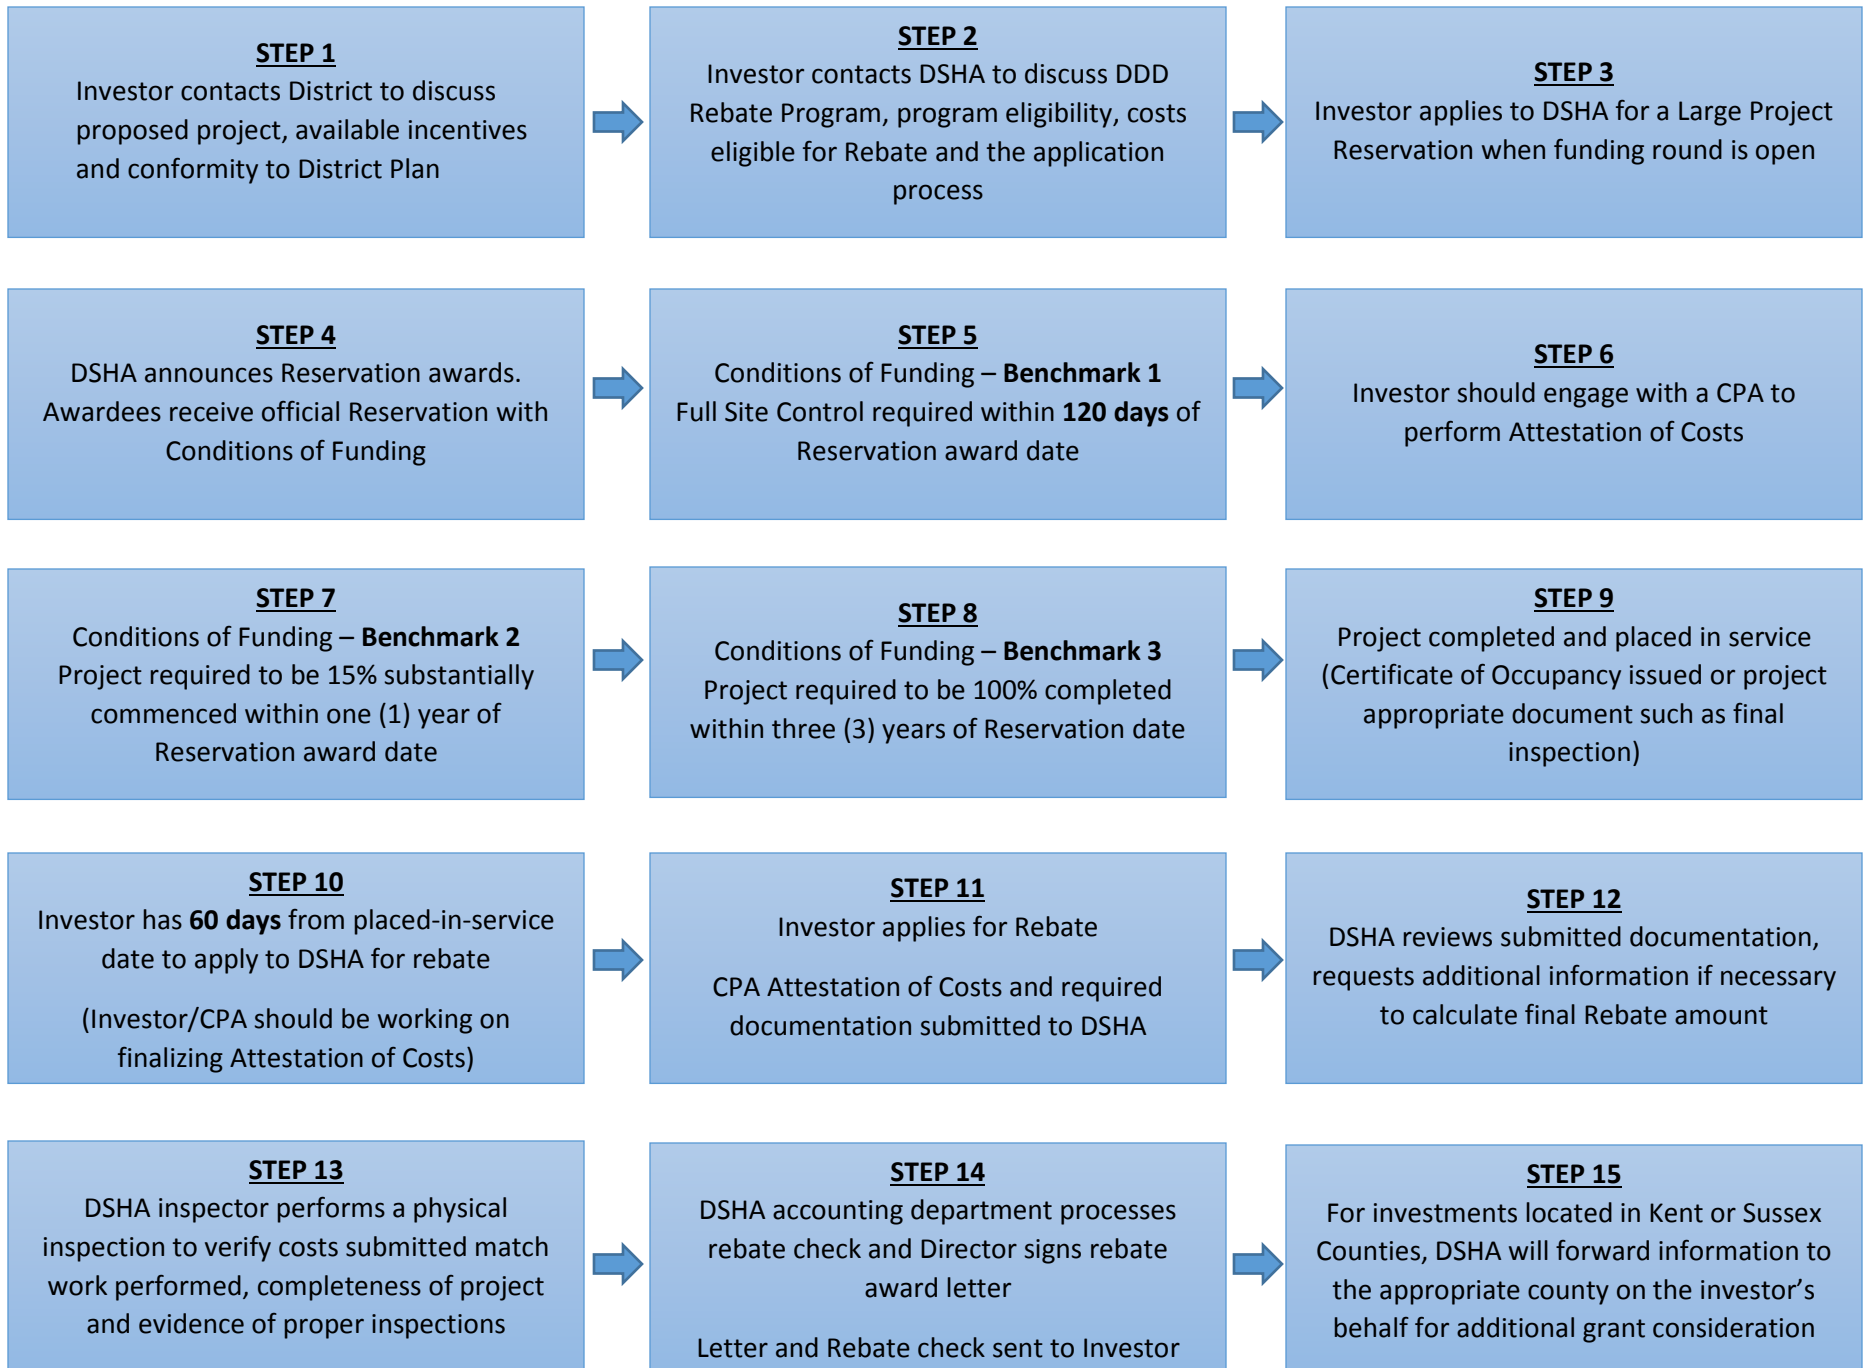 STEP 1
Investor contacts District to discuss
proposed project, available incentives
and conformity to District Plan
STEP 2
Investor contacts DSHA to discuss DDD
Rebate Program, program eligibility, costs
eligible for Rebate and the application
process
STEP 3
Investor applies to DSHA for a Large Project
Reservation when funding round is open
STEP 4
DSHA announces Reservation awards.
Awardees receive official Reservation with
Conditions of Funding
STEP 5
Conditions of Funding – Benchmark 1
Full Site Control required within 120 days of
Reservation award date
STEP 6
Investor should engage with a CPA to
perform Attestation of Costs
STEP 7
Conditions of Funding – Benchmark 2
Project required to be 15% substantially
commenced within one (1) year of
Reservation award date
STEP 8
Conditions of Funding – Benchmark 3
Project required to be 100% completed
within three (3) years of Reservation date
STEP 9
Project completed and placed in service
(Certificate of Occupancy issued or project
appropriate document such as final
inspection)
STEP 10
Investor has 60 days from placed-in-service
date to apply to DSHA for rebate
(Investor/CPA should be working on
finalizing Attestation of Costs)
STEP 11
Investor applies for Rebate
CPA Attestation of Costs and required
documentation submitted to DSHA
STEP 12
DSHA reviews submitted documentation,
requests additional information if necessary
to calculate final Rebate amount
STEP 13
DSHA inspector performs a physical
inspection to verify costs submitted match
work performed, completeness of project
and evidence of proper inspections
STEP 14
DSHA accounting department processes
rebate check and Director signs rebate
award letter
Letter and Rebate check sent to Investor
STEP 15
For investments located in Kent or Sussex
Counties, DSHA will forward information to
the appropriate county on the investor’s
behalf for additional grant consideration